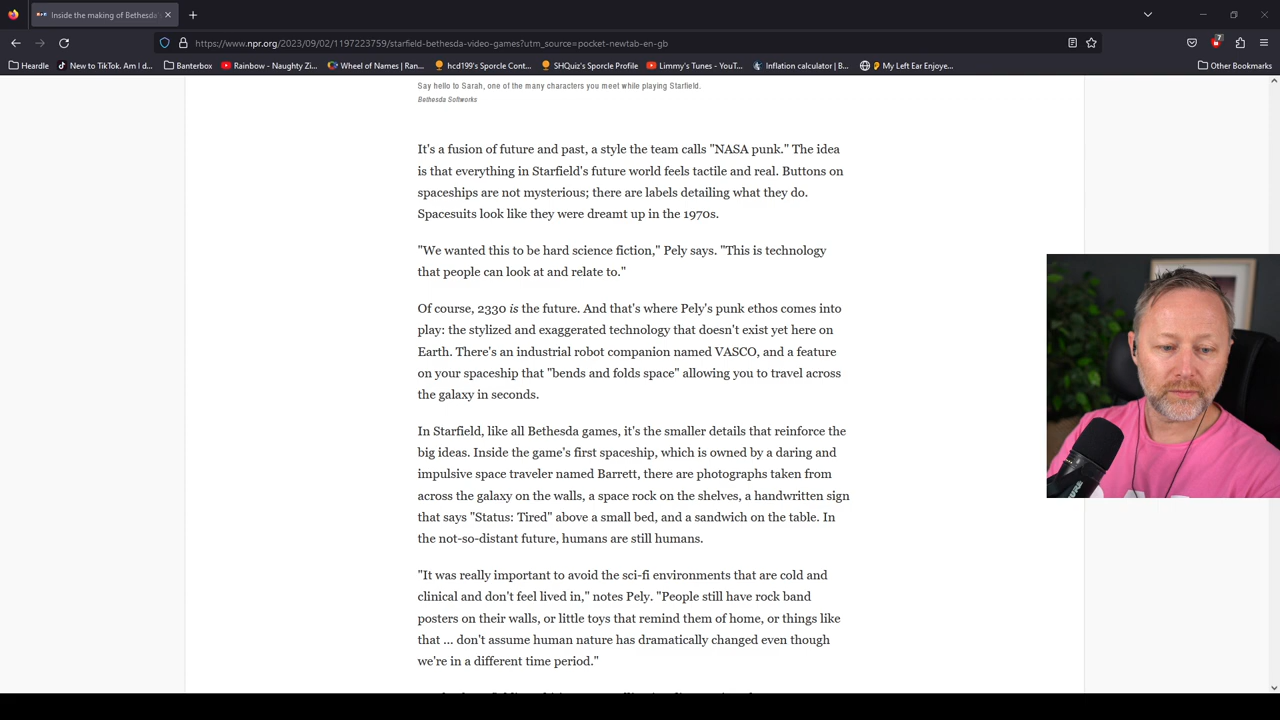 Inside the making of Bethesda'
https://www.npr.org/2023/09/02/1197223759/starfield-bethesda-video-games?utm_source=pocket-newtab-en-gb
7
Heardle
New to TikTok. Am I d...
Banterbox
Rainbow - Naughty Zi...
Wheel of Names | Ran...
hcd199's Sporcle Cont...
SHQuiz's Sporcle Profile
Limmy's Tunes - YouT...
Inflation calculator | B...
My Left Ear Enjoye...
Other Bookmarks
Say hello to Sarah, one of the many characters you meet while playing Starfield.
Bethesda Softworks
It's a fusion of future and past, a style the team calls "NASA punk." The idea
is that everything in Starfield's future world feels tactile and real. Buttons on
spaceships are not mysterious; there are labels detailing what they do.
Spacesuits look like they were dreamt up in the 1970s.
"We wanted this to be hard science fiction," Pely says. "This is technology
that people can look at and relate to."
Of course, 2330 is the future. And that's where Pely's punk ethos comes into
play: the stylized and exaggerated technology that doesn't exist yet here on
Earth. There's an industrial robot companion named VASCO, and a feature
on your spaceship that "bends and folds space" allowing you to travel across
the galaxy in seconds.
In Starfield, like all Bethesda games, it's the smaller details that reinforce the
big ideas. Inside the game's first spaceship, which is owned by a daring and
impulsive space traveler named Barrett, there are photographs taken from
across the galaxy on the walls, a space rock on the shelves, a handwritten sign
that says "Status: Tired" above a small bed, and a sandwich on the table. In
the not-so-distant future, humans are still humans.
"It was really important to avoid the sci-fi environments that are cold and
clinical and don't feel lived in," notes Pely. "People still have rock band
posters on their walls, or little toys that remind them of home, or things like
that ... don't assume human nature has dramatically changed even though
we're in a different time period."